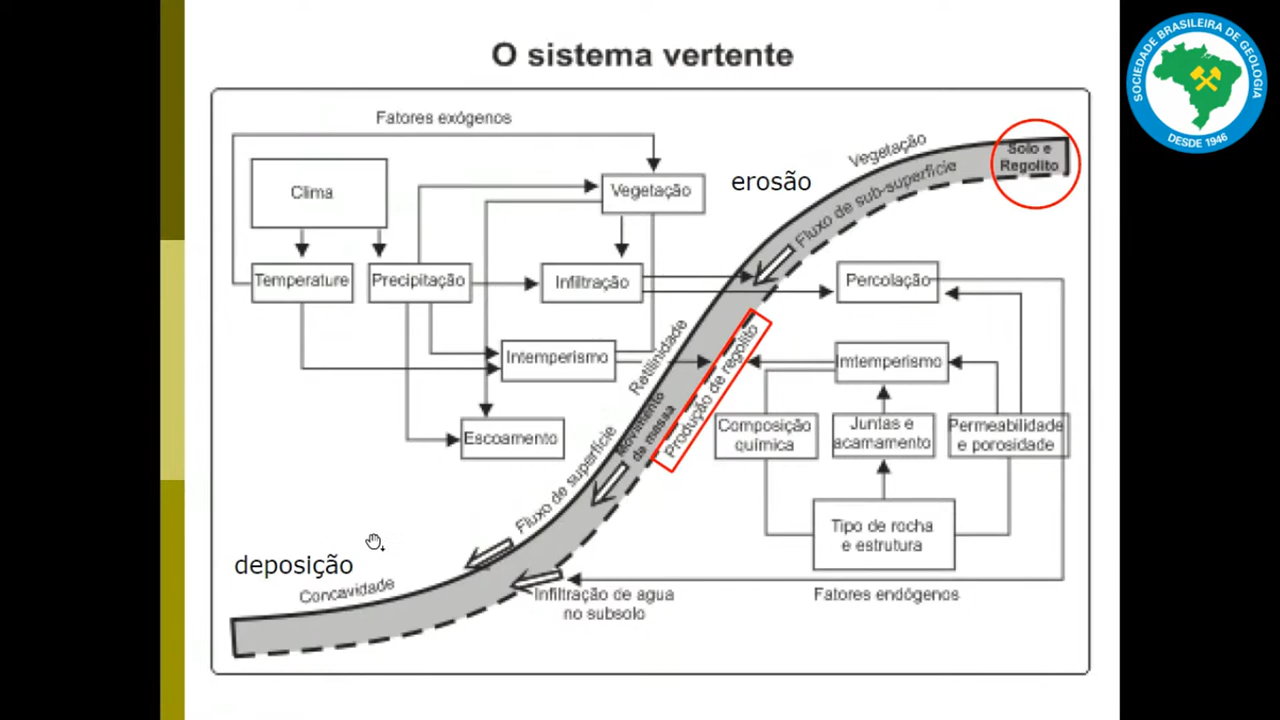 O sistema vertente
SOCIEDADE BRASILEIRA DE GEOLOGIA
DESDE 1946
Fatores exógenos
Clima
Vegetação
erosão
Vegetação
Fluxo de sub-superfície
Solo e
Regolito
Temperature
Precipitação
Infiltração
Percolação
Intemperismo
Retilinidade
Produção de regolito
Imtemperismo
Movimento
de massa
Escoamento
Composição
química
Juntas e
acamamento
Permeabilidade
e porosidade
Fluxo de superfície
Tipo de rocha
e estrutura
deposição
Concavidade
Infiltração de agua
no subsolo
Fatores endógenos